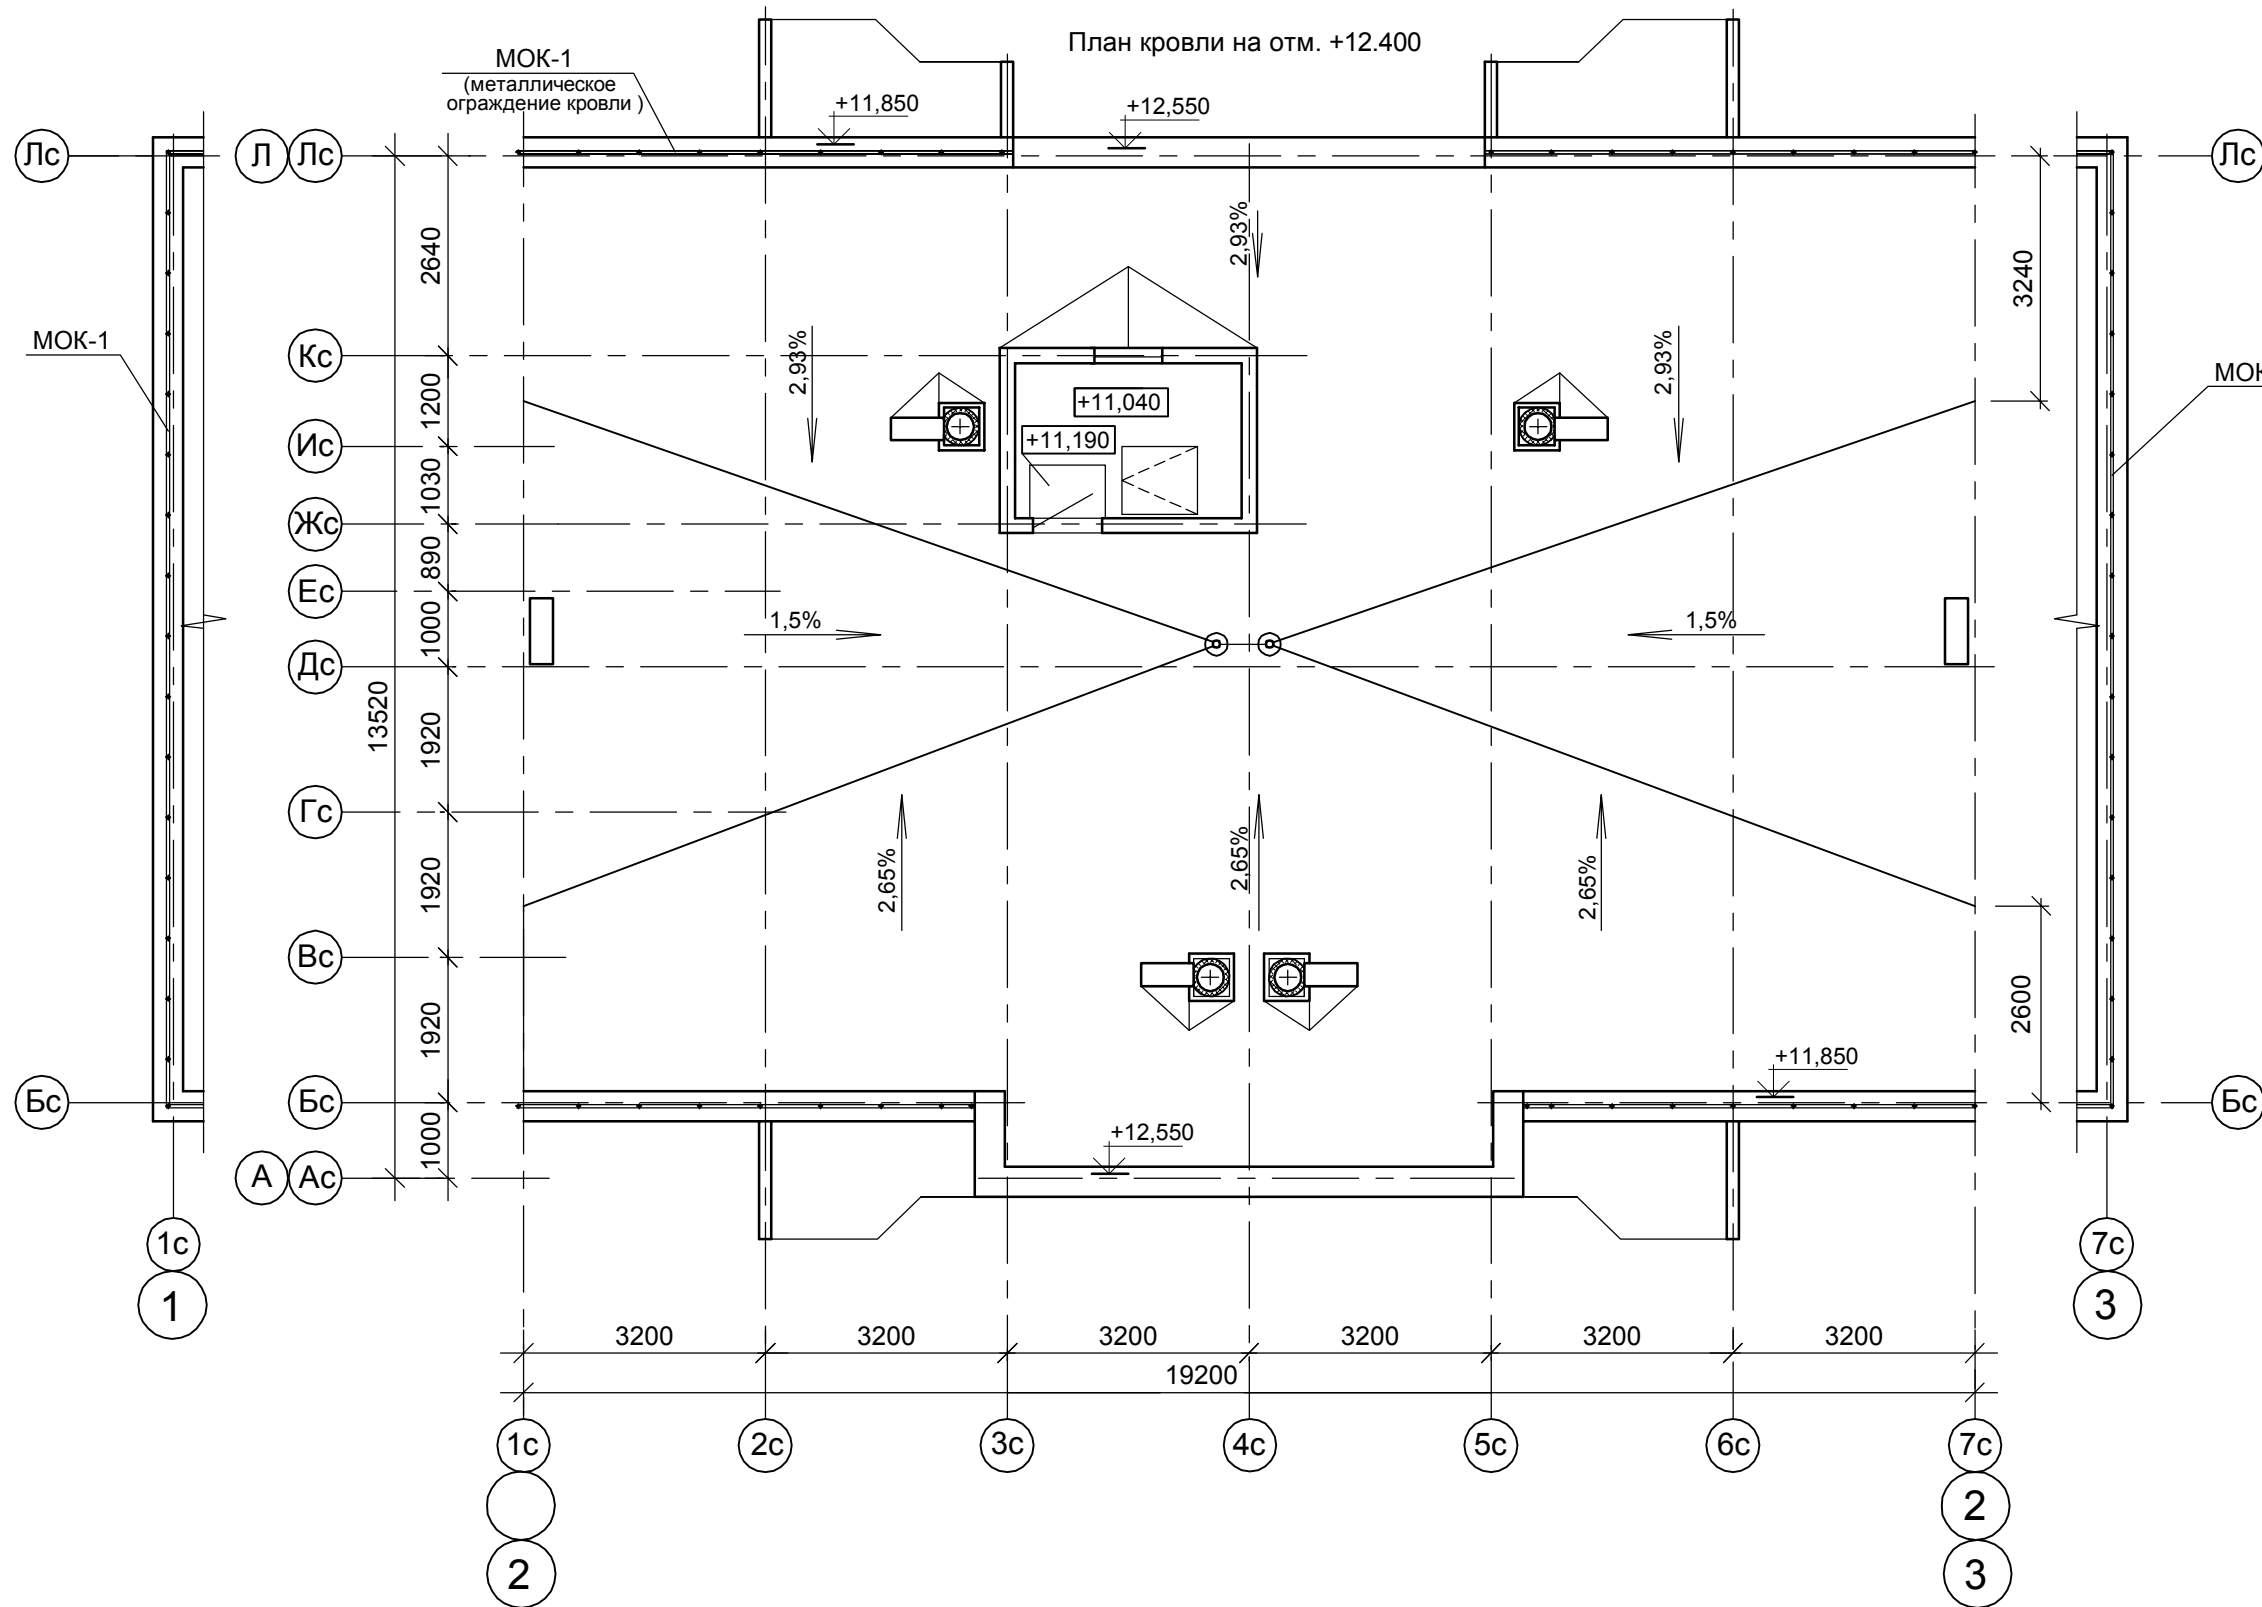 План кровли на отм. +12.400
МОК-1
(металлическое
ограждение кровли )
+11,850
+12,550
Лс
Л
Лс
Лс
2640
2,93%
3240
МОК-1
Кс
2,93%
2,93%
МОК
1200
+11,040
Ис
+11,190
1030
Жс
890
Ес
1000
1,5%
1,5%
Дс
13520
1920
Гс
2,65%
2,65%
2,65%
1920
Вс
1920
2600
+11,850
Бс
Бс
Бс
1000
+12,550
А
Ас
1с
1
7с
3
3200
3200
3200
3200
3200
3200
19200
1с
2с
3с
4с
5с
6с
7с
2
2
3